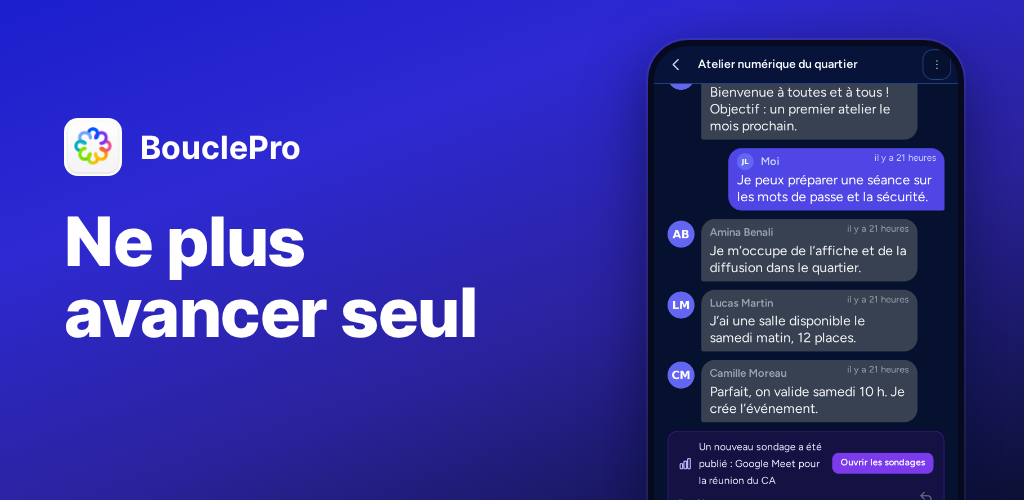 BouclePro
Ne plus
avancer seul
Atelier numérique du quartier
Bienvenue à toutes et à tous !
Objectif : un premier atelier le
mois prochain.
JL Moi il y a 21 heures
Je peux préparer une séance sur
les mots de passe et la sécurité.
AB Amina Benali il y a 21 heures
Je m'occupe de l'affiche et de la
diffusion dans le quartier.
LM Lucas Martin il y a 21 heures
J'ai une salle disponible le
samedi matin, 12 places.
CM Camille Moreau il y a 21 heures
Parfait, on valide samedi 10 h. Je
crée l'événement.
Un nouveau sondage a été
publié : Google Meet pour
la réunion du CA
Ouvrir les sondages